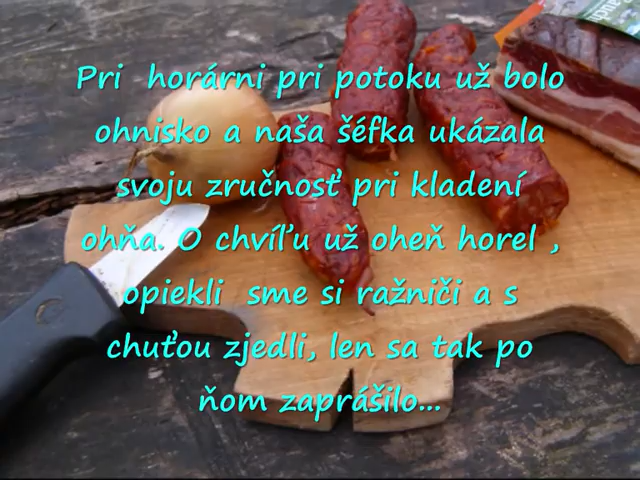 Pri horárni pri potoku už bolo
ohnisko a naša šéfka ukázala
svoju zručnosť pri kladení
ohňa. O chvíľu už oheň horel ,
opiekli sme si ražniči a s
chuťou zjedli, len sa tak po
ňom zaprášilo...